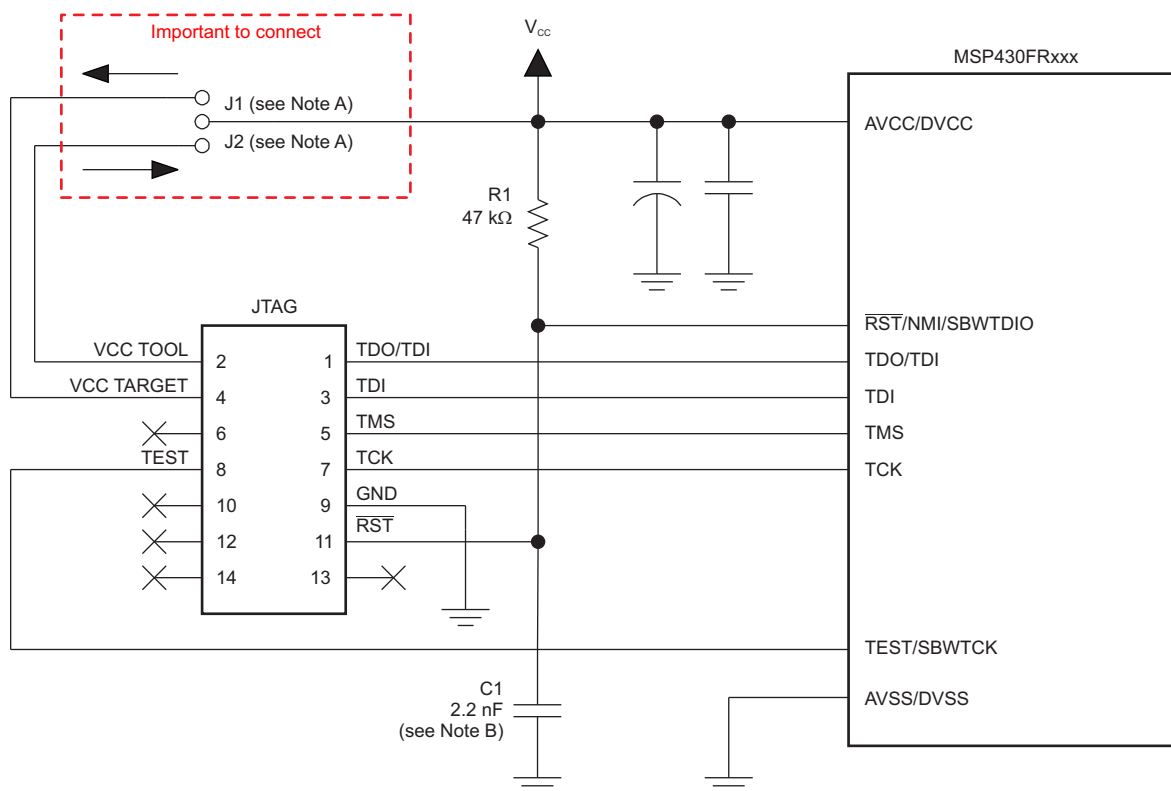 Important to connect
VCC
MSP430FRxxx
J1 (see Note A)
J2 (see Note A)
AVCC/DVCC
R1
47 kΩ
JTAG
RST/NMI/SBWTDIO
VCC TOOL
2
1
TDO/TDI
TDO/TDI
VCC TARGET
4
3
TDI
TDI
6
5
TMS
TMS
TEST
8
7
TCK
TCK
10
9
GND
12
11
RST
14
13
TEST/SBWTCK
C1
2.2 nF
(see Note B)
AVSS/DVSS